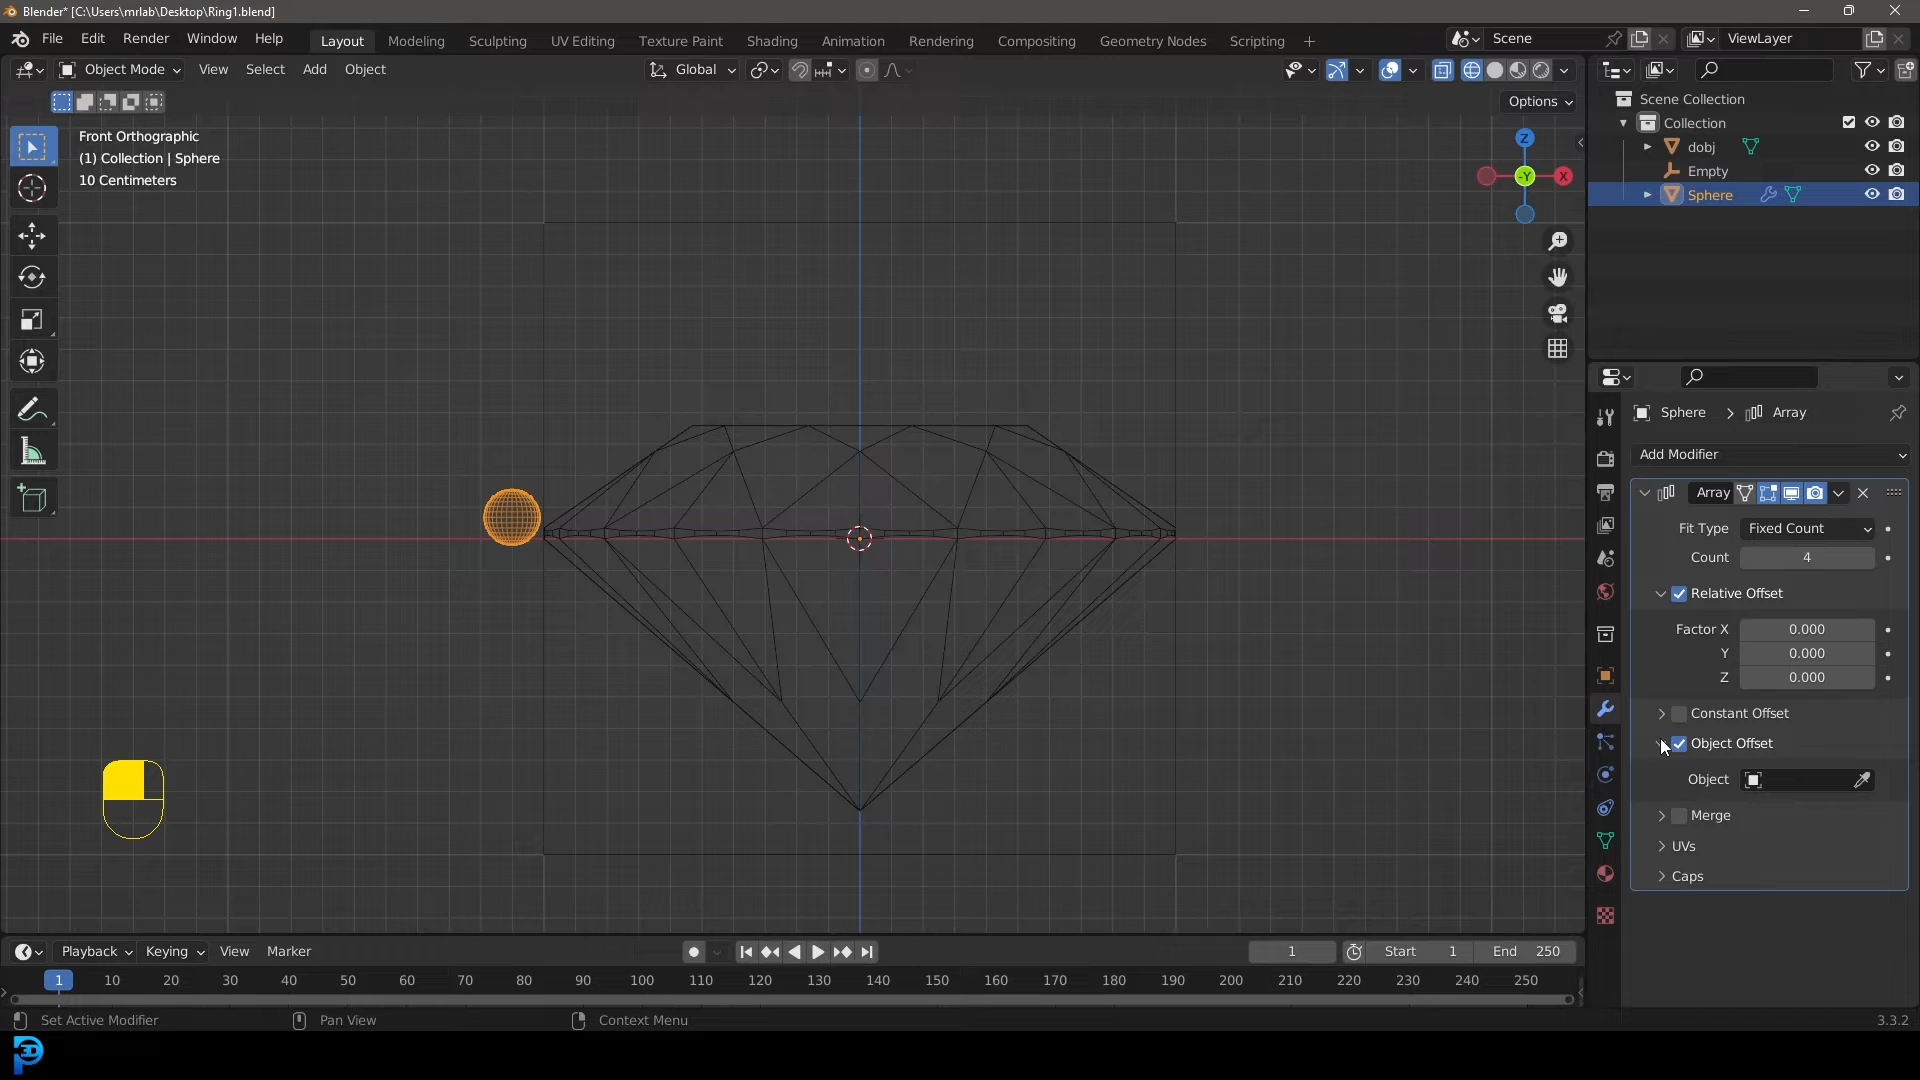 Blender* [C:\Users\mrlab\Desktop\Ring1.blend]
File Edit Render Window Help
Layout Modeling Sculpting UV Editing Texture Paint Shading Animation Rendering Compositing Geometry Nodes Scripting +
Scene
ViewLayer
Object Mode View Select Add Object
Global
Options
Front Orthographic
(1) Collection | Sphere
10 Centimeters
Z
-Y
X
Scene Collection
Collection
dobj
Empty
Sphere
Sphere > Array
Add Modifier
Array
Fit Type Fixed Count
Count 4
Relative Offset
Factor X 0.000
Y 0.000
Z 0.000
Constant Offset
Object Offset
Object
Merge
UVs
Caps
Playback Keying View Marker
1
Start 1
End 250
1 10 20 30 40 50 60 70 80 90 100 110 120 130 140 150 160 170 180 190 200 210 220 230 240 250
Set Active Modifier
Pan View
Context Menu
3.3.2